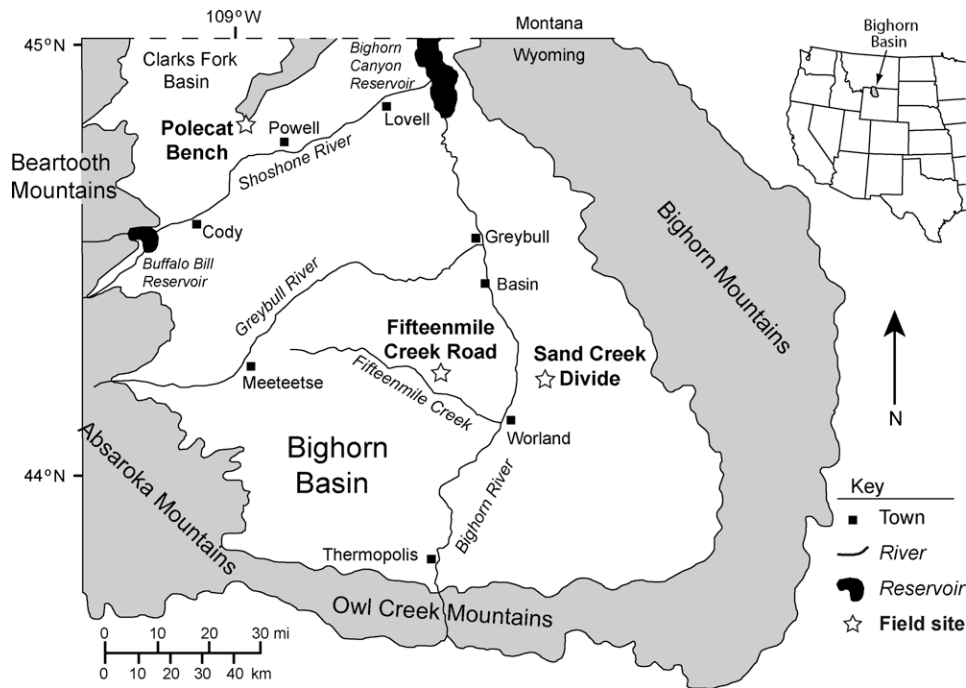 109°W
45°N
Montana
Wyoming
Bighorn
Basin
Clarks Fork
Basin
Bighorn
Canyon
Reservoir
Polecat
Bench
Powell
Lovell
Shoshone River
Beartooth
Mountains
Cody
Buffalo Bill
Reservoir
Greybull
Greybull River
Basin
Bighorn Mountains
Fifteenmile
Creek Road
Sand Creek
Divide
Meeteetse
Fifteenmile Creek
Worland
N
Absaroka Mountains
Bighorn
Basin
44°N
Bighorn River
Thermopolis
Owl Creek Mountains
Key
Town
River
Reservoir
Field site
0 10 20 30 mi
0 10 20 30 40 km